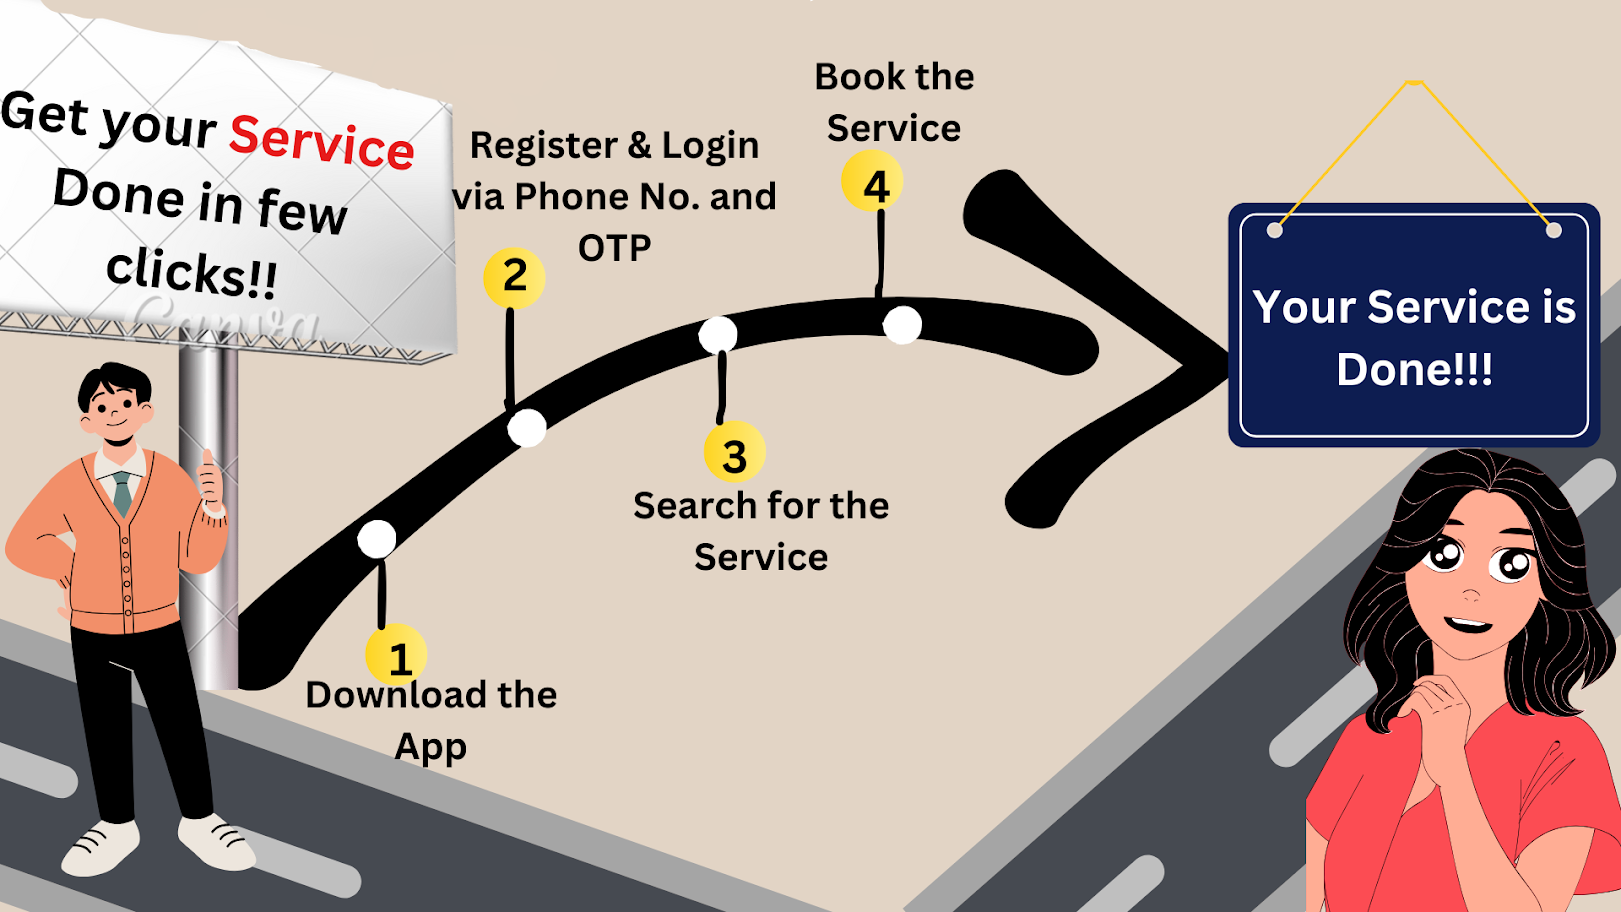 Get your Service
Done in few
clicks!!
Canva
Register & Login
via Phone No. and
OTP
2
Book the
Service
4
3
Search for the
Service
1
Download the
App
Your Service is
Done!!!